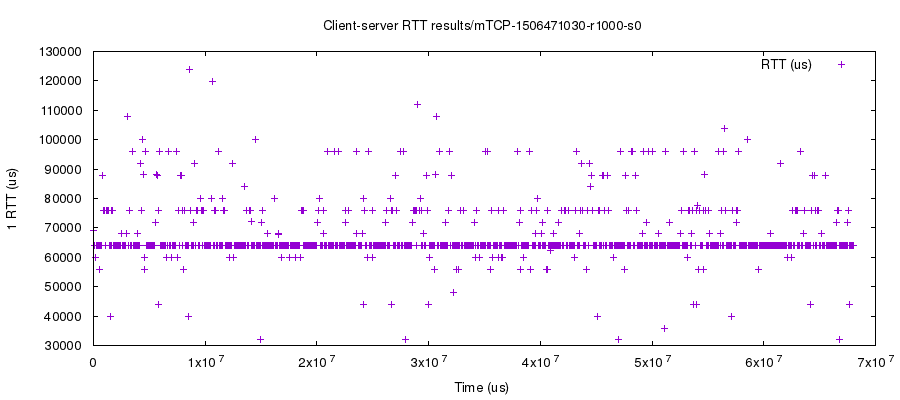 Client-server RTT results/mTCP-1506471030-r1000-s0
RTT (us)
1 RTT (us)
130000
120000
110000
100000
90000
80000
70000
60000
50000
40000
30000
0 1x10^7 2x10^7 3x10^7 4x10^7 5x10^7 6x10^7 7x10^7
Time (us)